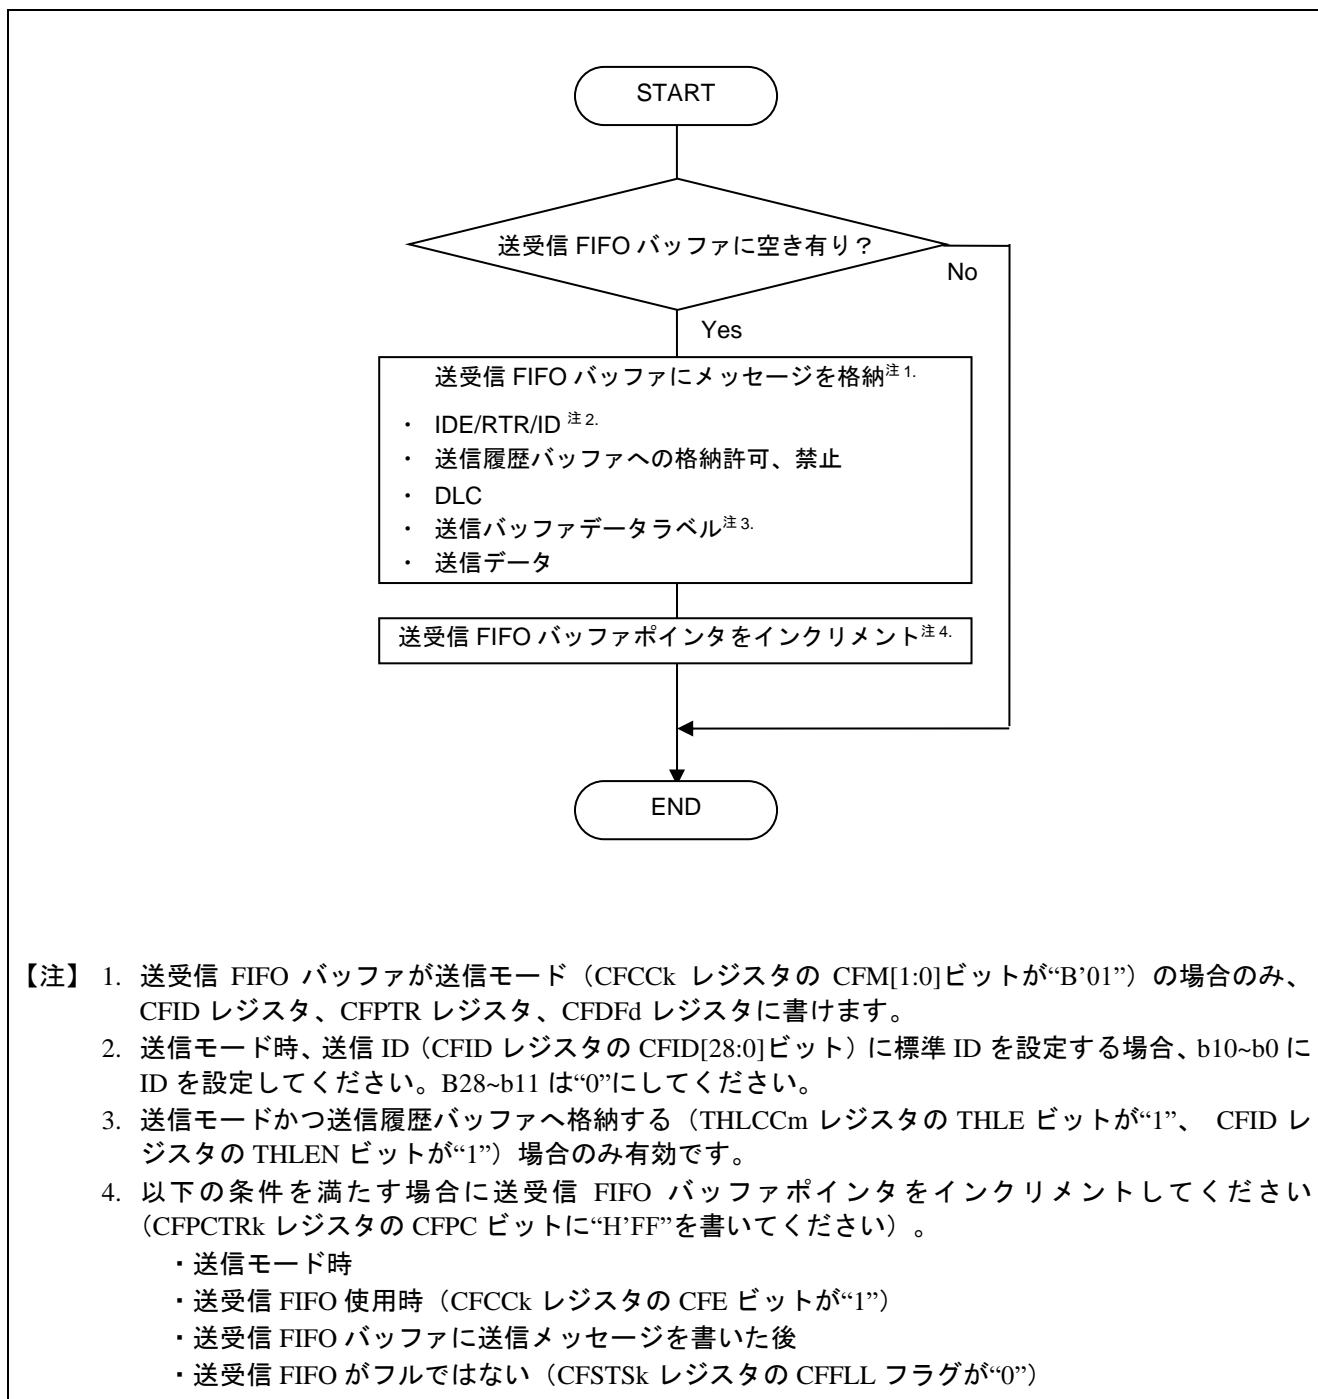 START
送受信 FIFO バッファに空き有り？
No
Yes
送受信 FIFO バッファにメッセージを格納注 1.
・ IDE/RTR/ID 注 2.
・ 送信履歴バッファへの格納許可、禁止
・ DLC
・ 送信バッファデータラベル注 3.
・ 送信データ
送受信 FIFO バッファポインタをインクリメント注 4.
END
【注】 1. 送受信 FIFO バッファが送信モード（CFCCk レジスタの CFM[1:0]ビットが“B’01”）の場合のみ、
CFID レジスタ、CFPTR レジスタ、CFDFd レジスタに書けます。
2. 送信モード時、送信 ID（CFID レジスタの CFID[28:0]ビット）に標準 ID を設定する場合、b10~b0 に
ID を設定してください。B28~b11 は“0”にしてください。
3. 送信モードかつ送信履歴バッファへ格納する（THLCCm レジスタの THLE ビットが“1”、 CFID レ
ジスタの THLEN ビットが“1”）場合のみ有効です。
4. 以下の条件を満たす場合に送受信 FIFO バッファポインタをインクリメントしてください
（CFPCTRk レジスタの CFPC ビットに“H’FF”を書いてください）。
・送信モード時
・送受信 FIFO 使用時（CFCCk レジスタの CFE ビットが“1”）
・送受信 FIFO バッファに送信メッセージを書いた後
・送受信 FIFO がフルではない（CFSTSk レジスタの CFFLL フラグが“0”）